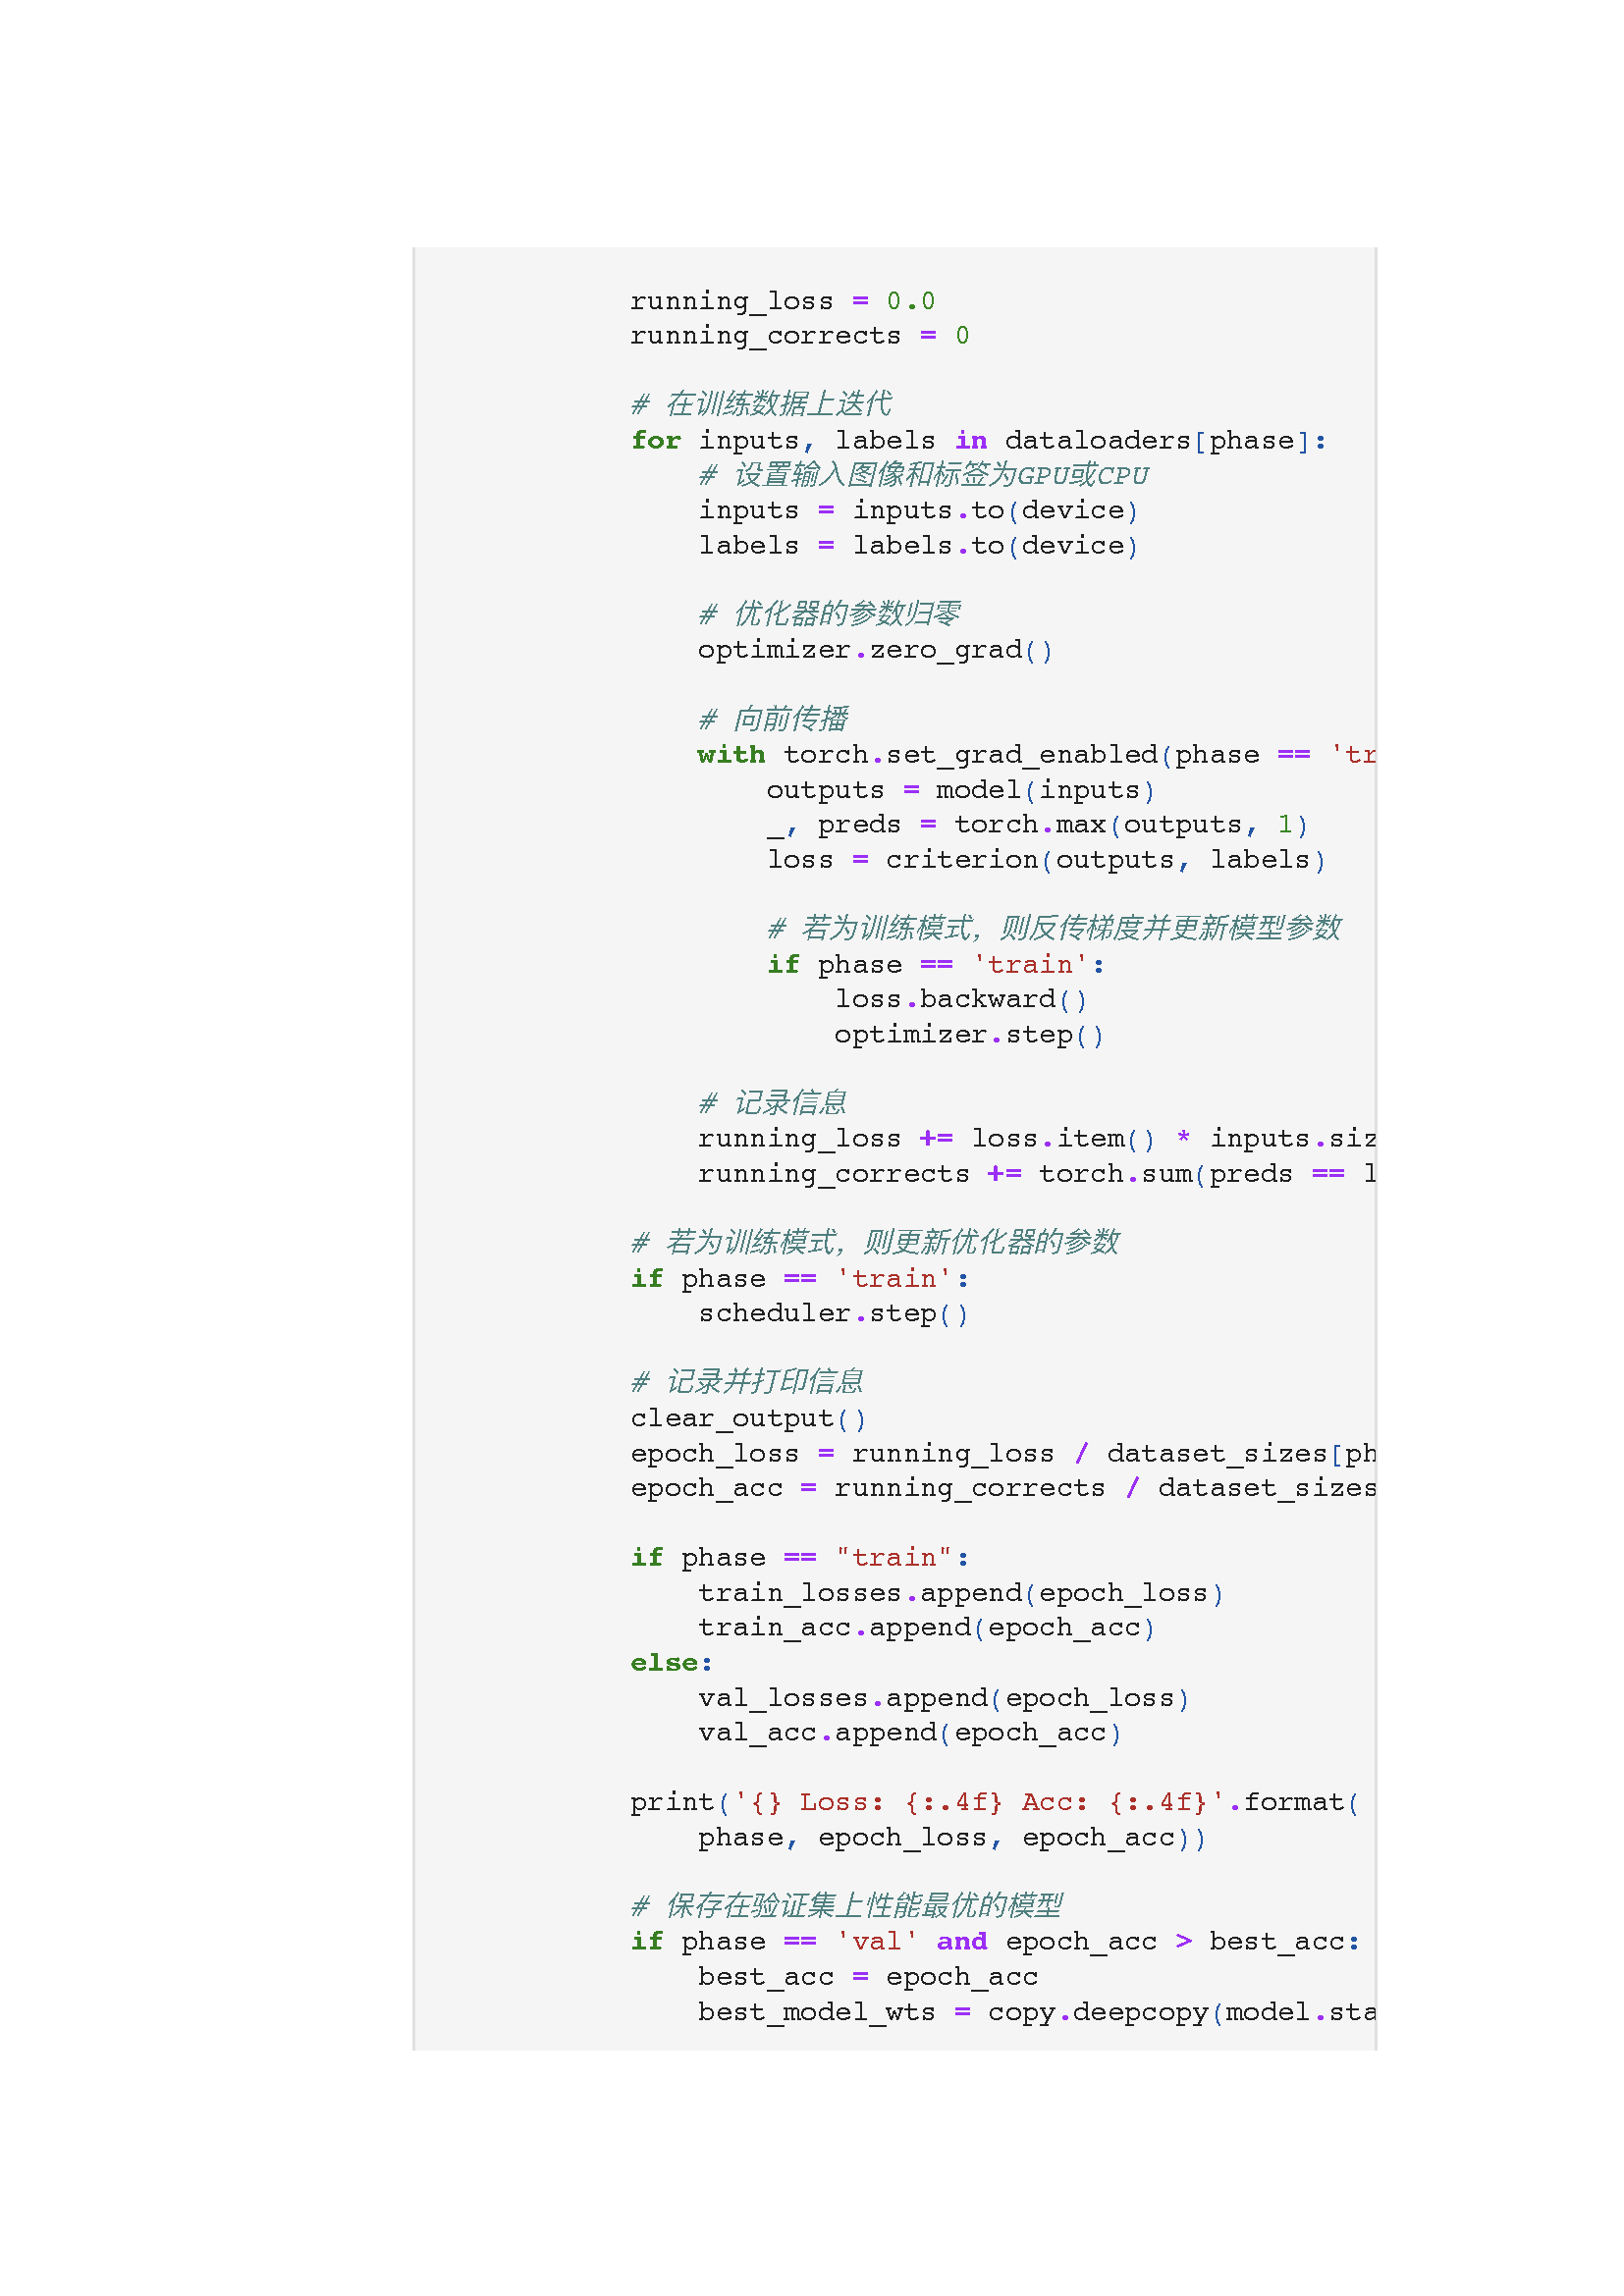 running_loss = 0.0
running_corrects = 0
# 在训练数据上迭代
for inputs, labels in dataloaders[phase]:
# 设置输入图像和标签为GPU或CPU
inputs = inputs.to(device)
labels = labels.to(device)
# 优化器的参数归零
optimizer.zero_grad()
# 向前传播
with torch.set_grad_enabled(phase == 'tr
outputs = model(inputs)
_, preds = torch.max(outputs, 1)
loss = criterion(outputs, labels)
# 若为训练模式，则反传梯度并更新模型参数
if phase == 'train':
loss.backward()
optimizer.step()
# 记录信息
running_loss += loss.item() * inputs.siz
running_corrects += torch.sum(preds == l
# 若为训练模式，则更新优化器的参数
if phase == 'train':
scheduler.step()
# 记录并打印信息
clear_output()
epoch_loss = running_loss / dataset_sizes[ph
epoch_acc = running_corrects / dataset_sizes
if phase == "train":
train_losses.append(epoch_loss)
train_acc.append(epoch_acc)
else:
val_losses.append(epoch_loss)
val_acc.append(epoch_acc)
print('{} Loss: {:.4f} Acc: {:.4f}'.format(
phase, epoch_loss, epoch_acc))
# 保存在验证集上性能最优的模型
if phase == 'val' and epoch_acc > best_acc:
best_acc = epoch_acc
best_model_wts = copy.deepcopy(model.sta